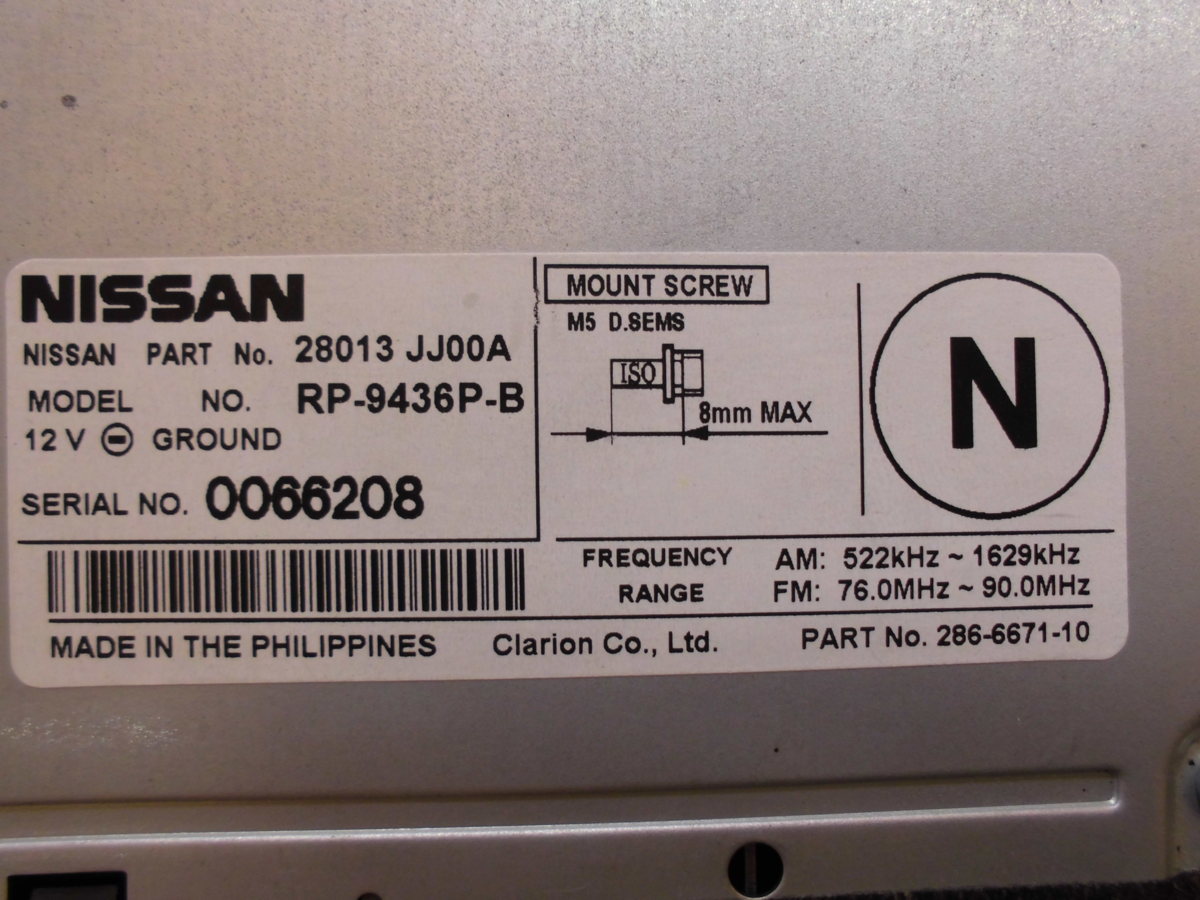 NISSAN
NISSAN PART No. 28013 JJ00A
MODEL NO. RP-9436P-B
12 V ⊖ GROUND
SERIAL NO. 0066208
MOUNT SCREW
M5 D.SEMS
ISO
8mm MAX
N
FREQUENCY RANGE
AM: 522kHz ~ 1629kHz
FM: 76.0MHz ~ 90.0MHz
MADE IN THE PHILIPPINES Clarion Co., Ltd. PART No. 286-6671-10